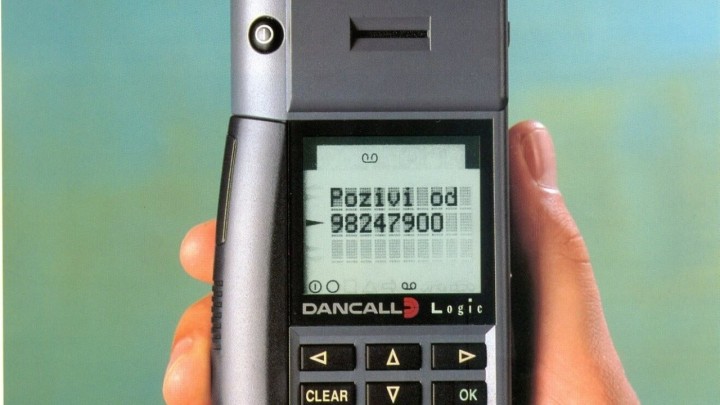 Pozivi od
98247900
DANCALL Logic
CLEAR
OK